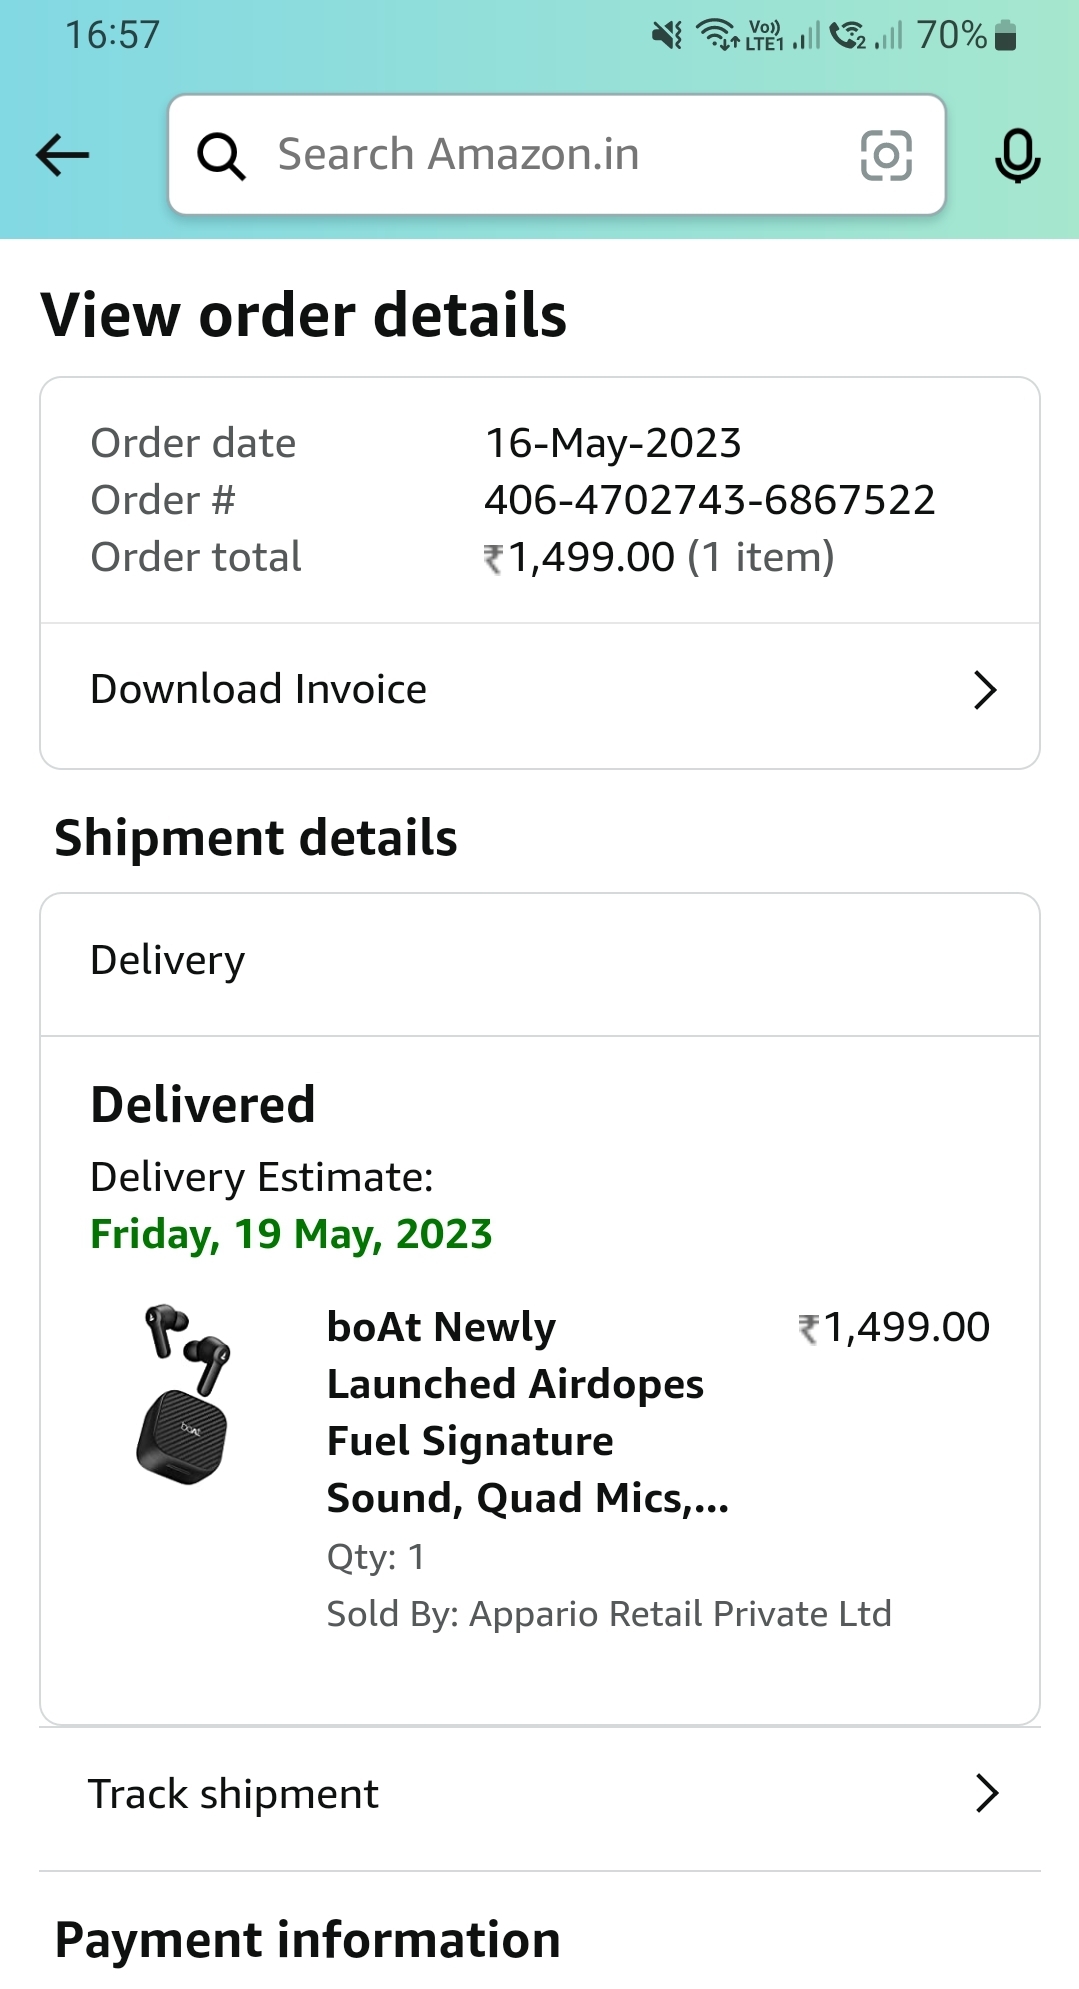 16:57
Vo)) LTE1 2 70%
Search Amazon.in
View order details
Order date 16-May-2023
Order # 406-4702743-6867522
Order total ₹1,499.00 (1 item)
Download Invoice
Shipment details
Delivery
Delivered
Delivery Estimate:
Friday, 19 May, 2023
boAt Newly ₹1,499.00
Launched Airdopes
Fuel Signature
Sound, Quad Mics,...
boAt
Qty: 1
Sold By: Appario Retail Private Ltd
Track shipment
Payment information